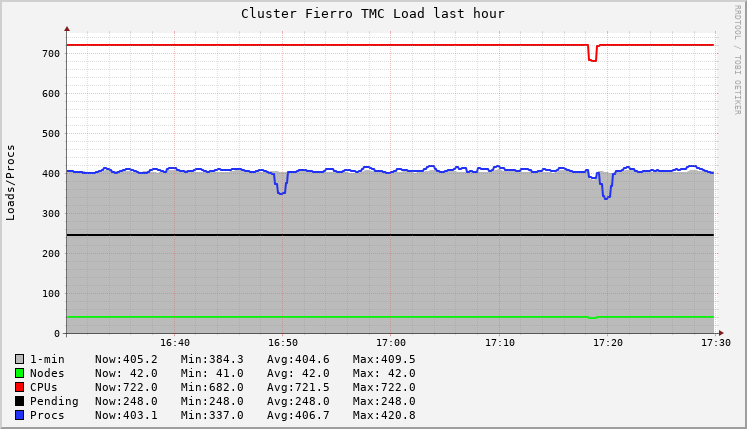 Cluster Fierro TMC Load last hour
RRDTOOL / TOBI OETIKER
Loads/Procs
700
600
500
400
300
200
100
0
16:40 16:50 17:00 17:10 17:20 17:30
1-min Now:405.2 Min:384.3 Avg:404.6 Max:409.5
Nodes Now: 42.0 Min: 41.0 Avg: 42.0 Max: 42.0
CPUs Now:722.0 Min:682.0 Avg:721.5 Max:722.0
Pending Now:248.0 Min:248.0 Avg:248.0 Max:248.0
Procs Now:403.1 Min:337.0 Avg:406.7 Max:420.8